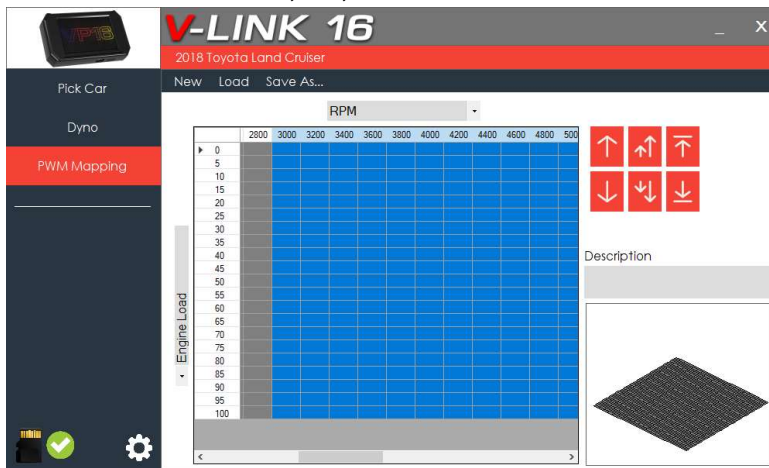 VP16
V-LINK 16
_ X
2018 Toyota Land Cruiser
New Load Save As...
Pick Car
Dyno
PWM Mapping
RPM
2800 3000 3200 3400 3600 3800 4000 4200 4400 4600 4800 500
0
5
10
15
20
25
30
35
40
45
50
55
60
65
70
75
80
85
90
95
100
Engine Load
Description